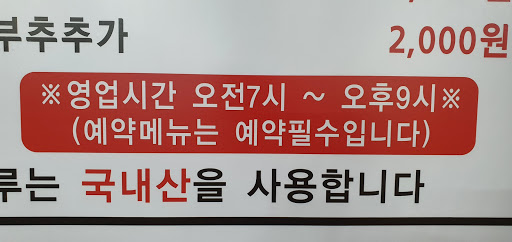 부추추가 2,000원
※영업시간 오전7시 ~ 오후9시※
(예약메뉴는 예약필수입니다)
루는 국내산을 사용합니다